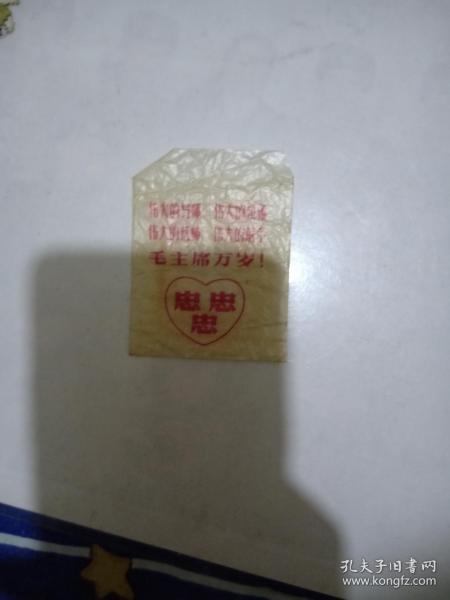 伟大的导师 伟大的领袖
伟大的统帅 伟大的舵手
毛主席万岁！
忠 忠
忠
孔夫子旧书网
www.kongfz.com